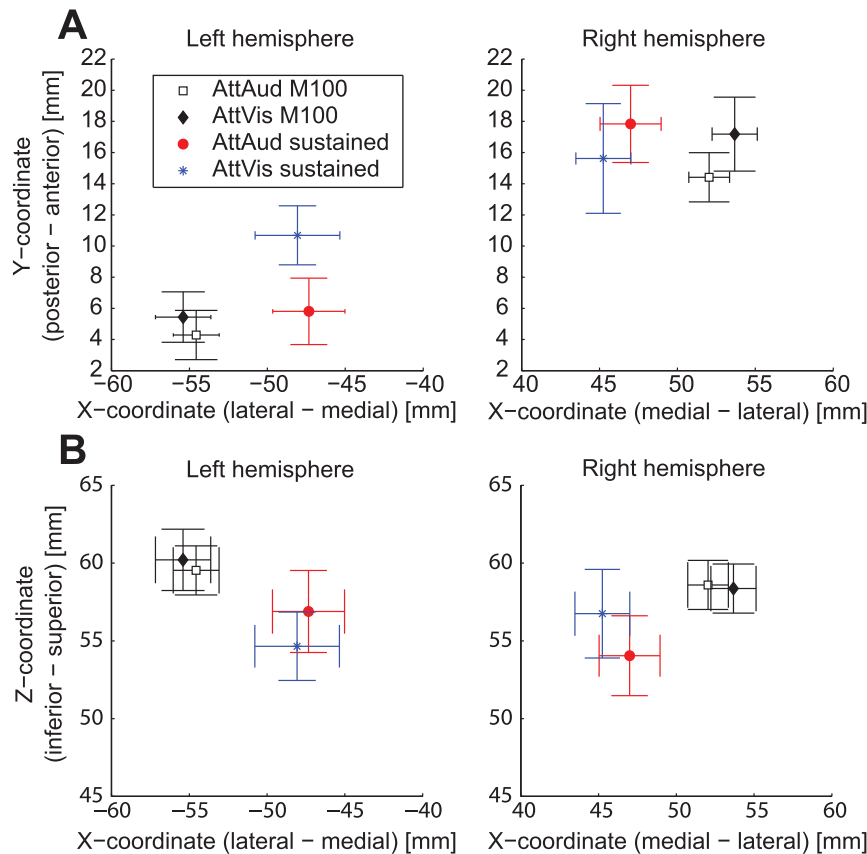 A
Left hemisphere
Right hemisphere
Y−coordinate
(posterior − anterior) [mm]
22
20
18
16
14
12
10
8
6
4
2
AttAud M100
AttVis M100
AttAud sustained
AttVis sustained
−60
−55
−50
−45
−40
X−coordinate (lateral − medial) [mm]
22
20
18
16
14
12
10
8
6
4
2
40
45
50
55
60
X−coordinate (medial − lateral) [mm]
B
Left hemisphere
Right hemisphere
Z−coordinate
(inferior − superior) [mm]
65
60
55
50
45
−60
−55
−50
−45
−40
X−coordinate (lateral − medial) [mm]
65
60
55
50
45
40
45
50
55
60
X−coordinate (medial − lateral) [mm]